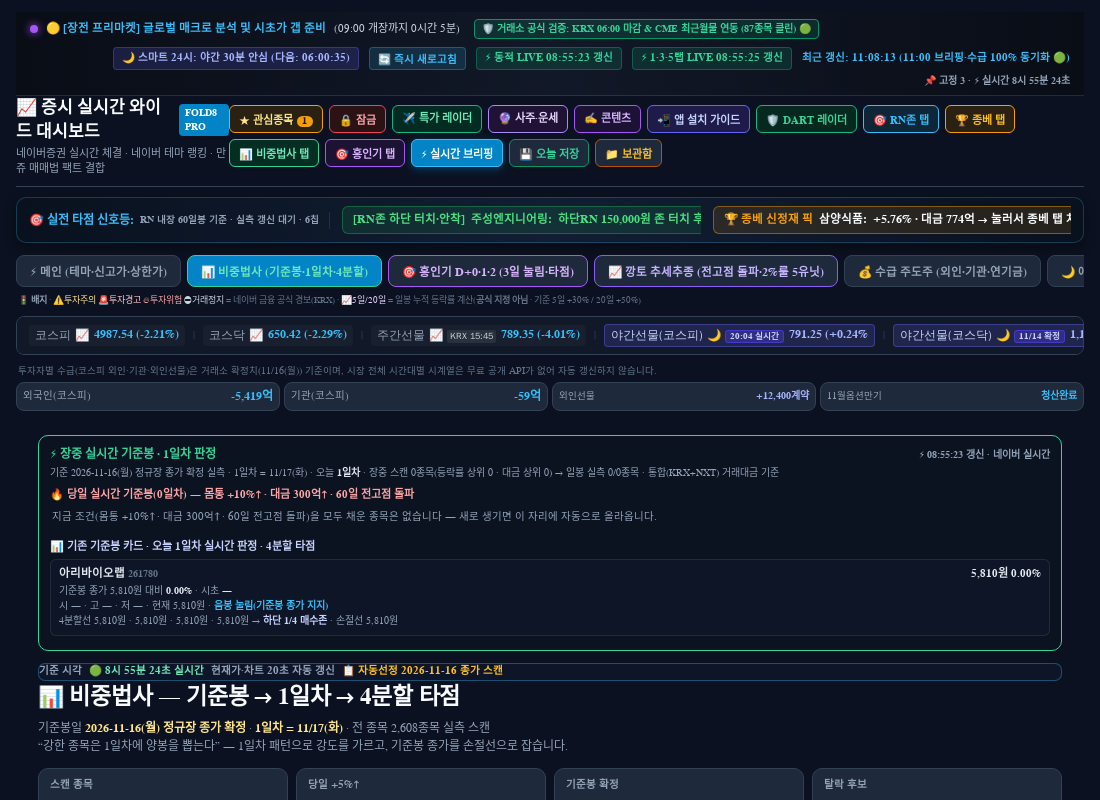 🟡 [장전 프리마켓] 글로벌 매크로 분석 및 시초가 갭 준비 (09:00 개장까지 0시간 5분) 🛡️ 거래소 공식 검증: KRX 06:00 마감 & CME 최근월물 연동 (87종목 클린) 🟢
🌙 스마트 24시: 야간 30분 안심 (다음: 06:00:35) 🔄 즉시 새로고침 ⚡ 동적 LIVE 08:55:23 갱신 ⚡ 1·3·5탭 LIVE 08:55:25 갱신 최근 갱신: 11:08:13 (11:00 브리핑·수급 100% 동기화 🟢)
📌 고정 3 · ⚡ 실시간 8시 55분 24초
📈 증시 실시간 와이드 대시보드 FOLD8 PRO
네이버증권 실시간 체결 · 네이버 테마 랭킹 · 만쥬 매매법 팩트 결합
★ 관심종목 1 🔒 잠금 ✈️ 특가 레이더 🔮 사주·운세 ✍️ 콘텐츠 📲 앱 설치 가이드 🛡️ DART 레이더 🎯 RN존 탭 🏆 종베 탭
📊 비중법사 탭 🎯 홍인기 탭 ⚡ 실시간 브리핑 💾 오늘 저장 📁 보관함
🎯 실전 타점 신호등: RN 내장 60일봉 기준 · 실측 갱신 대기 · 6침 [RN존 하단 터치·안착] 주성엔지니어링: 하단RN 150,000원 존 터치 후 🏆 종베 신정재 픽 삼양식품: +5.76% · 대금 774억 → 눌러서 종베 탭
⚡ 메인 (테마·신고가·상한가) 📊 비중법사 (기준봉·1일차·4분할) 🎯 홍인기 D+0·1·2 (3일 눌림·타점) 📈 깡토 추세추종 (전고점 돌파·2%룰 5유닛) 💰 수급 주도주 (외인·기관·연기금) 🌙
🚦 배지 · ⚠️투자주의 🚨투자경고 ⛔투자위험 ⛔거래정지 = 네이버 금융 공식 경보(KRX) · 📈5일/20일 = 일봉 누적 등락률 계산(공식 지정 아님 · 기준 5일 +30% / 20일 +50%)
코스피 📈 4987.54 (-2.21%) 코스닥 📈 650.42 (-2.29%) 주간선물 📈 KRX 15:45 789.35 (-4.01%) 야간선물(코스피) 🌙 20:04 실시간 791.25 (+0.24% 야간선물(코스닥) 🌙 11/14 확정
투자자별 수급(코스피 외인·기관·외인선물)은 거래소 확정치(11/16(월)) 기준이며, 시장 전체 시간대별 시계열은 무료 공개 API가 없어 자동 갱신하지 않습니다.
외국인(코스피) -5,419억 기관(코스피) -59억 외인선물 +12,400계약 11월옵션만기 청산완료
⚡ 장중 실시간 기준봉 · 1일차 판정 ⚡ 08:55:23 갱신 · 네이버 실시간
기준 2026-11-16(월) 정규장 종가 확정 실측 · 1일차 = 11/17(화) · 오늘 1일차 · 장중 스캔 0종목(등락률 상위 0 · 대금 상위 0) → 일봉 실측 0/0종목 · 통합(KRX+NXT) 거래대금 기준
🔥 당일 실시간 기준봉(0일차) — 몸통 +10%↑ · 대금 300억↑ · 60일 전고점 돌파
지금 조건(몸통 +10%↑ · 대금 300억↑ · 60일 전고점 돌파)을 모두 채운 종목은 없습니다 — 새로 생기면 이 자리에 자동으로 올라옵니다.
📊 기존 기준봉 카드 · 오늘 1일차 실시간 판정 · 4분할 타점
아리바이오랩 261780 5,810원 0.00%
기준봉 종가 5,810원 대비 0.00% · 시초 —
시 — · 고 — · 저 — · 현재 5,810원 · 음봉 눌림(기준봉 종가 지지)
4분할선 5,810원 · 5,810원 · 5,810원 · 5,810원 → 하단 1/4 매수존 · 손절선 5,810원
기준 시각 🟢 8시 55분 24초 실시간 현재가·차트 20초 자동 갱신 📋 자동선정 2026-11-16 종가 스캔
📊 비중법사 — 기준봉 → 1일차 → 4분할 타점
기준봉일 2026-11-16(월) 정규장 종가 확정 · 1일차 = 11/17(화) · 전 종목 2,608종목 실측 스캔
“강한 종목은 1일차에 양봉을 뽑는다” — 1일차 패턴으로 강도를 가르고, 기준봉 종가를 손절선으로 잡습니다.
스캔 종목 당일 +5%↑ 기준봉 확정 탈락 후보